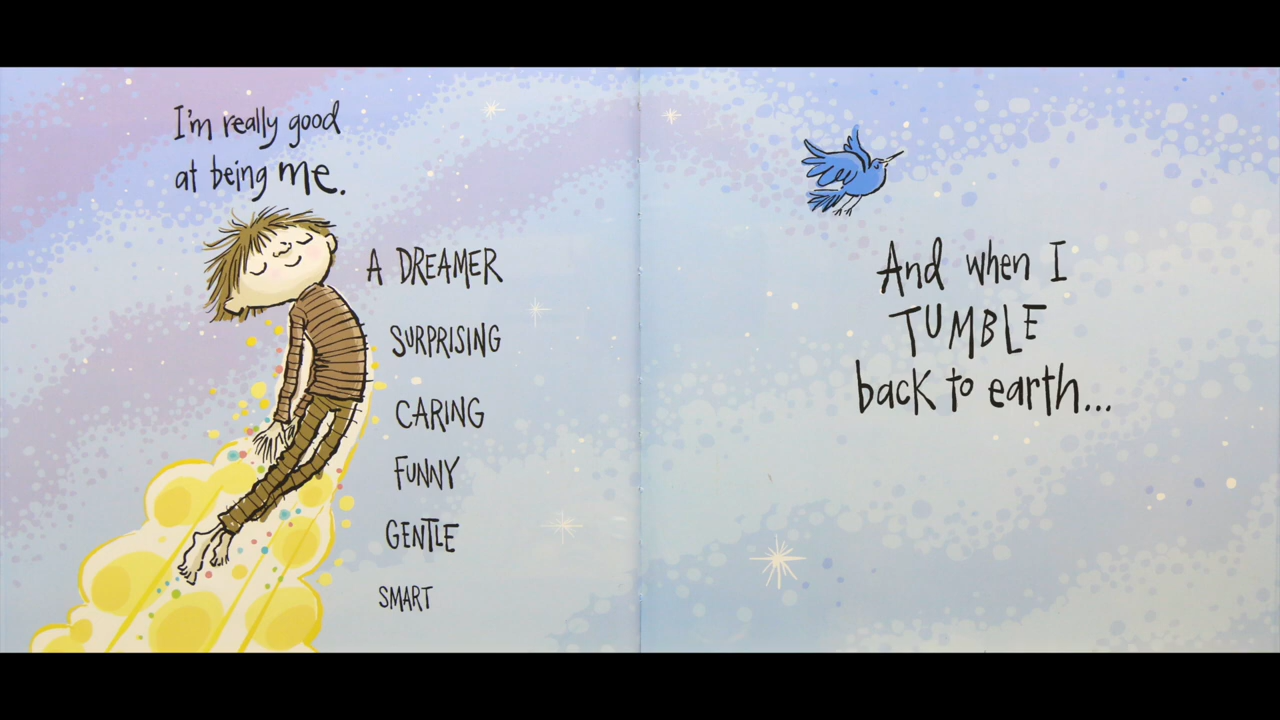 I'm really good
at being me.
A DREAMER
SURPRISING
CARING
FUNNY
GENTLE
SMART
And when I
TUMBLE
back to earth...